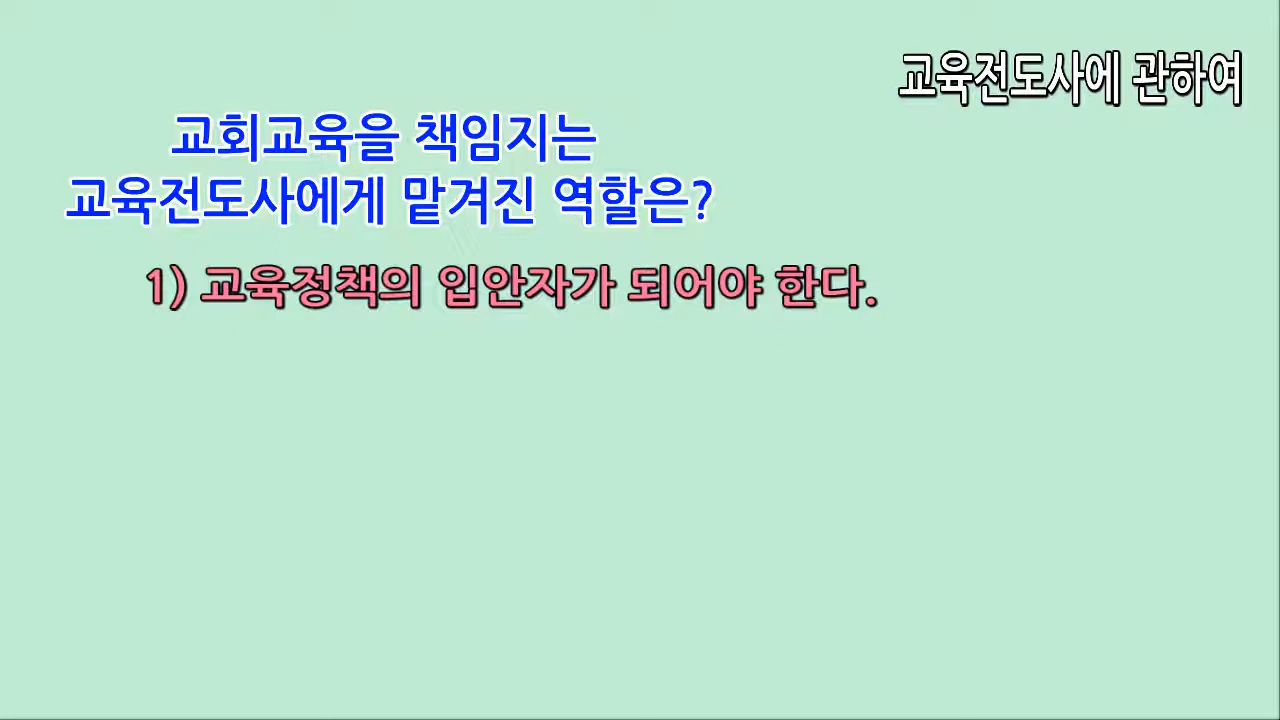 교육전도사에 관하여
교회교육을 책임지는
교육전도사에게 맡겨진 역할은?
1) 교육정책의 입안자가 되어야 한다.